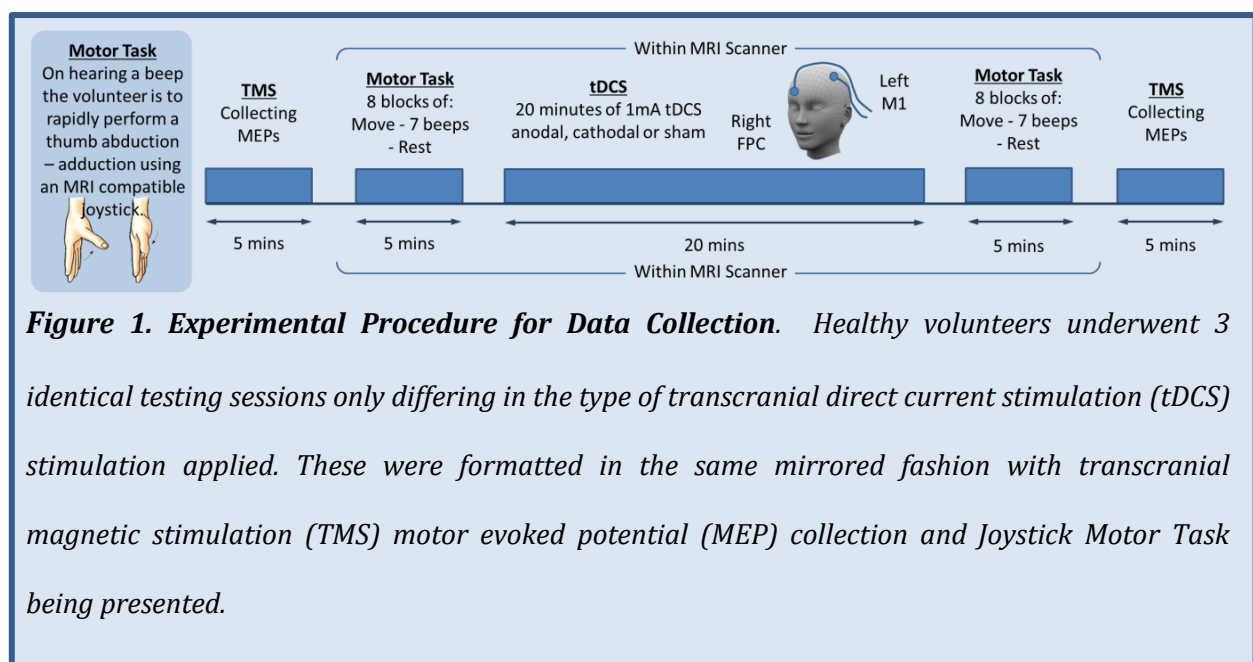 Motor Task
On hearing a beep
the volunteer is to
rapidly perform a
thumb abduction
– adduction using
an MRI compatible
joystick.
TMS
Collecting
MEPs
5 mins
Within MRI Scanner
Motor Task
8 blocks of:
Move - 7 beeps
- Rest
5 mins
tDCS
20 minutes of 1mA tDCS
anodal, cathodal or sham
Right
FPC
Left
M1
20 mins
Motor Task
8 blocks of:
Move - 7 beeps
- Rest
5 mins
Within MRI Scanner
TMS
Collecting
MEPs
5 mins
Figure 1. Experimental Procedure for Data Collection. Healthy volunteers underwent 3
identical testing sessions only differing in the type of transcranial direct current stimulation (tDCS)
stimulation applied. These were formatted in the same mirrored fashion with transcranial
magnetic stimulation (TMS) motor evoked potential (MEP) collection and Joystick Motor Task
being presented.